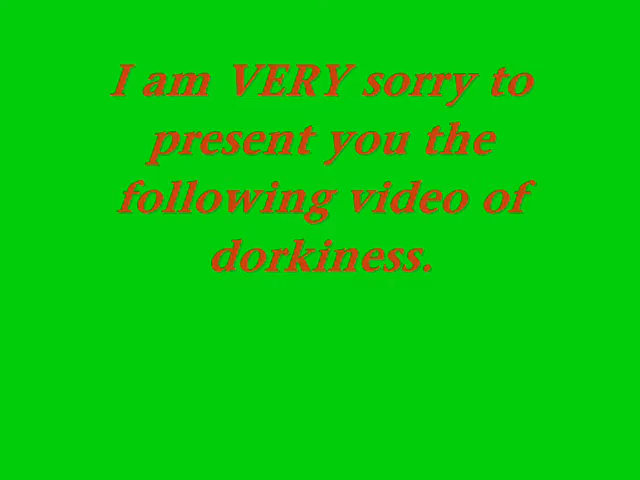 I am VERY sorry to
present you the
following video of
dorkiness.